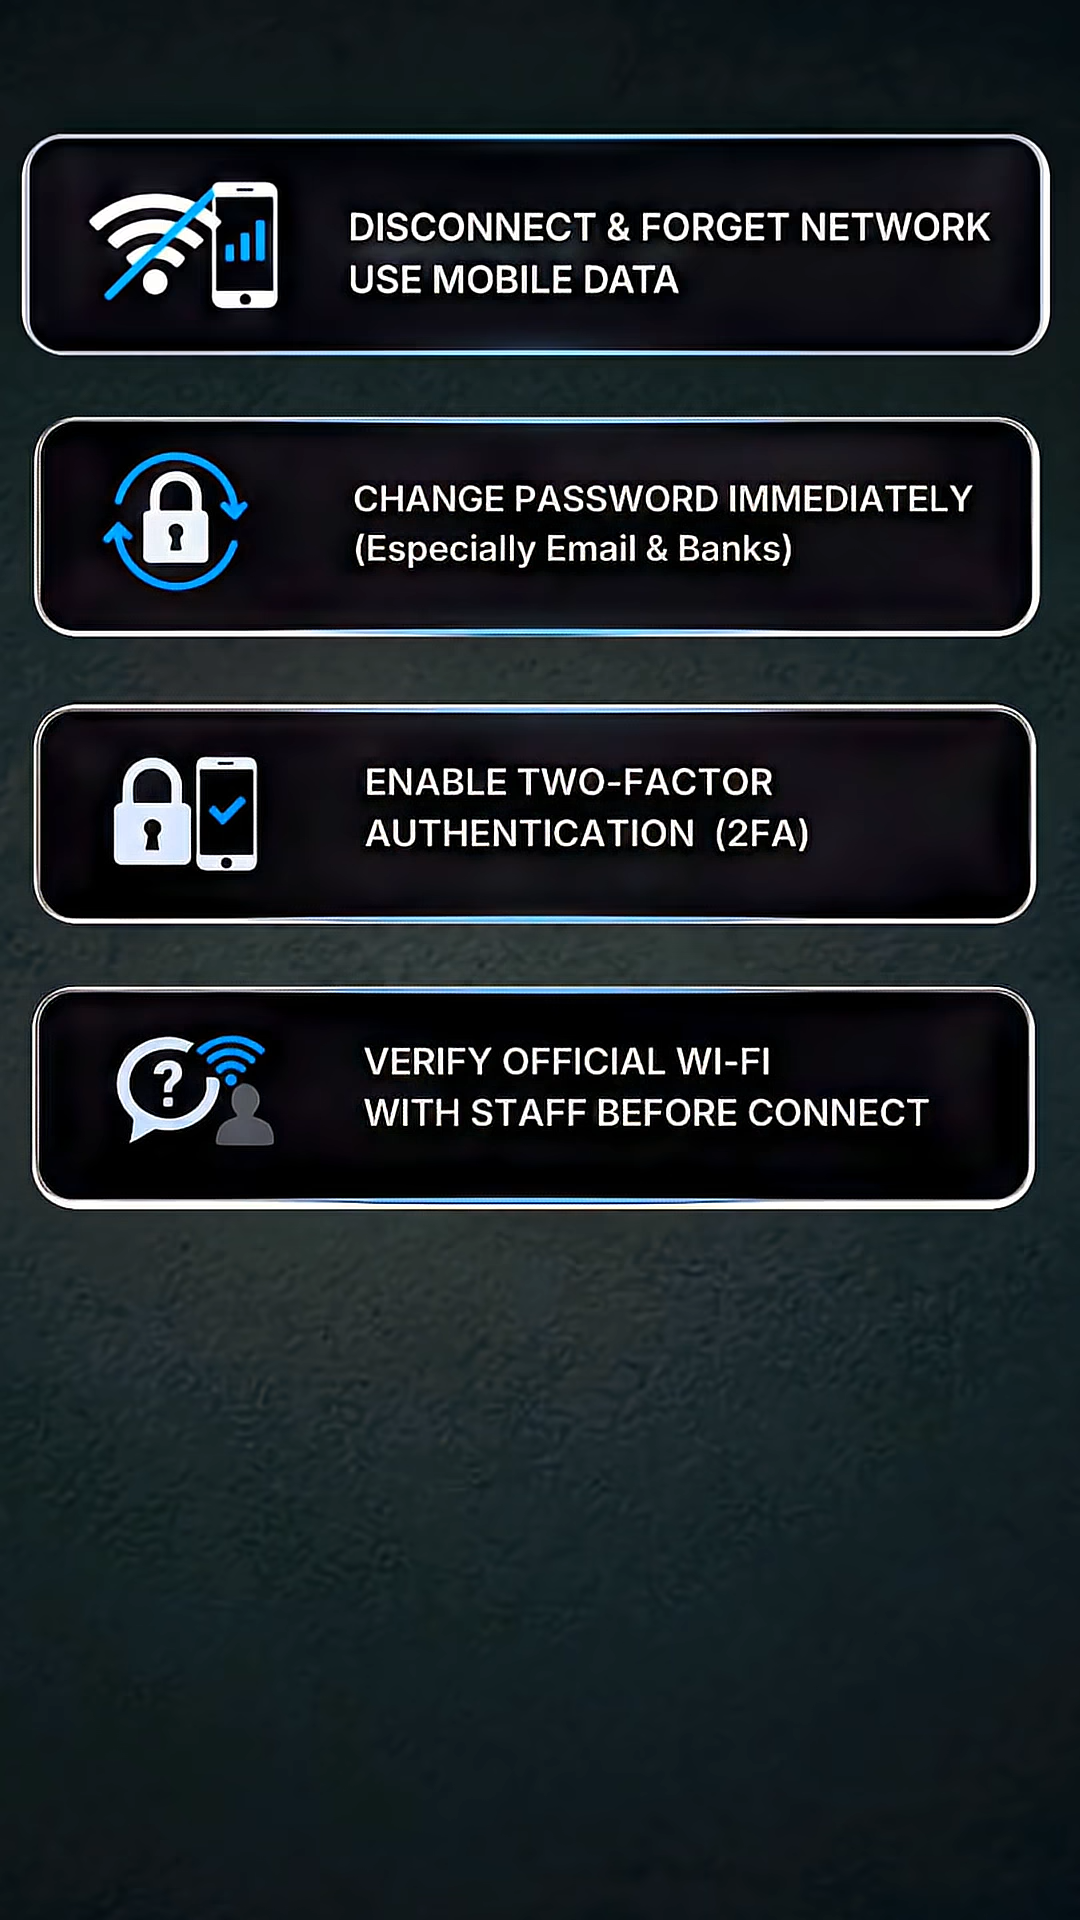 DISCONNECT & FORGET NETWORK
USE MOBILE DATA
CHANGE PASSWORD IMMEDIATELY
(Especially Email & Banks)
ENABLE TWO-FACTOR
AUTHENTICATION (2FA)
?
VERIFY OFFICIAL WI-FI
WITH STAFF BEFORE CONNECT